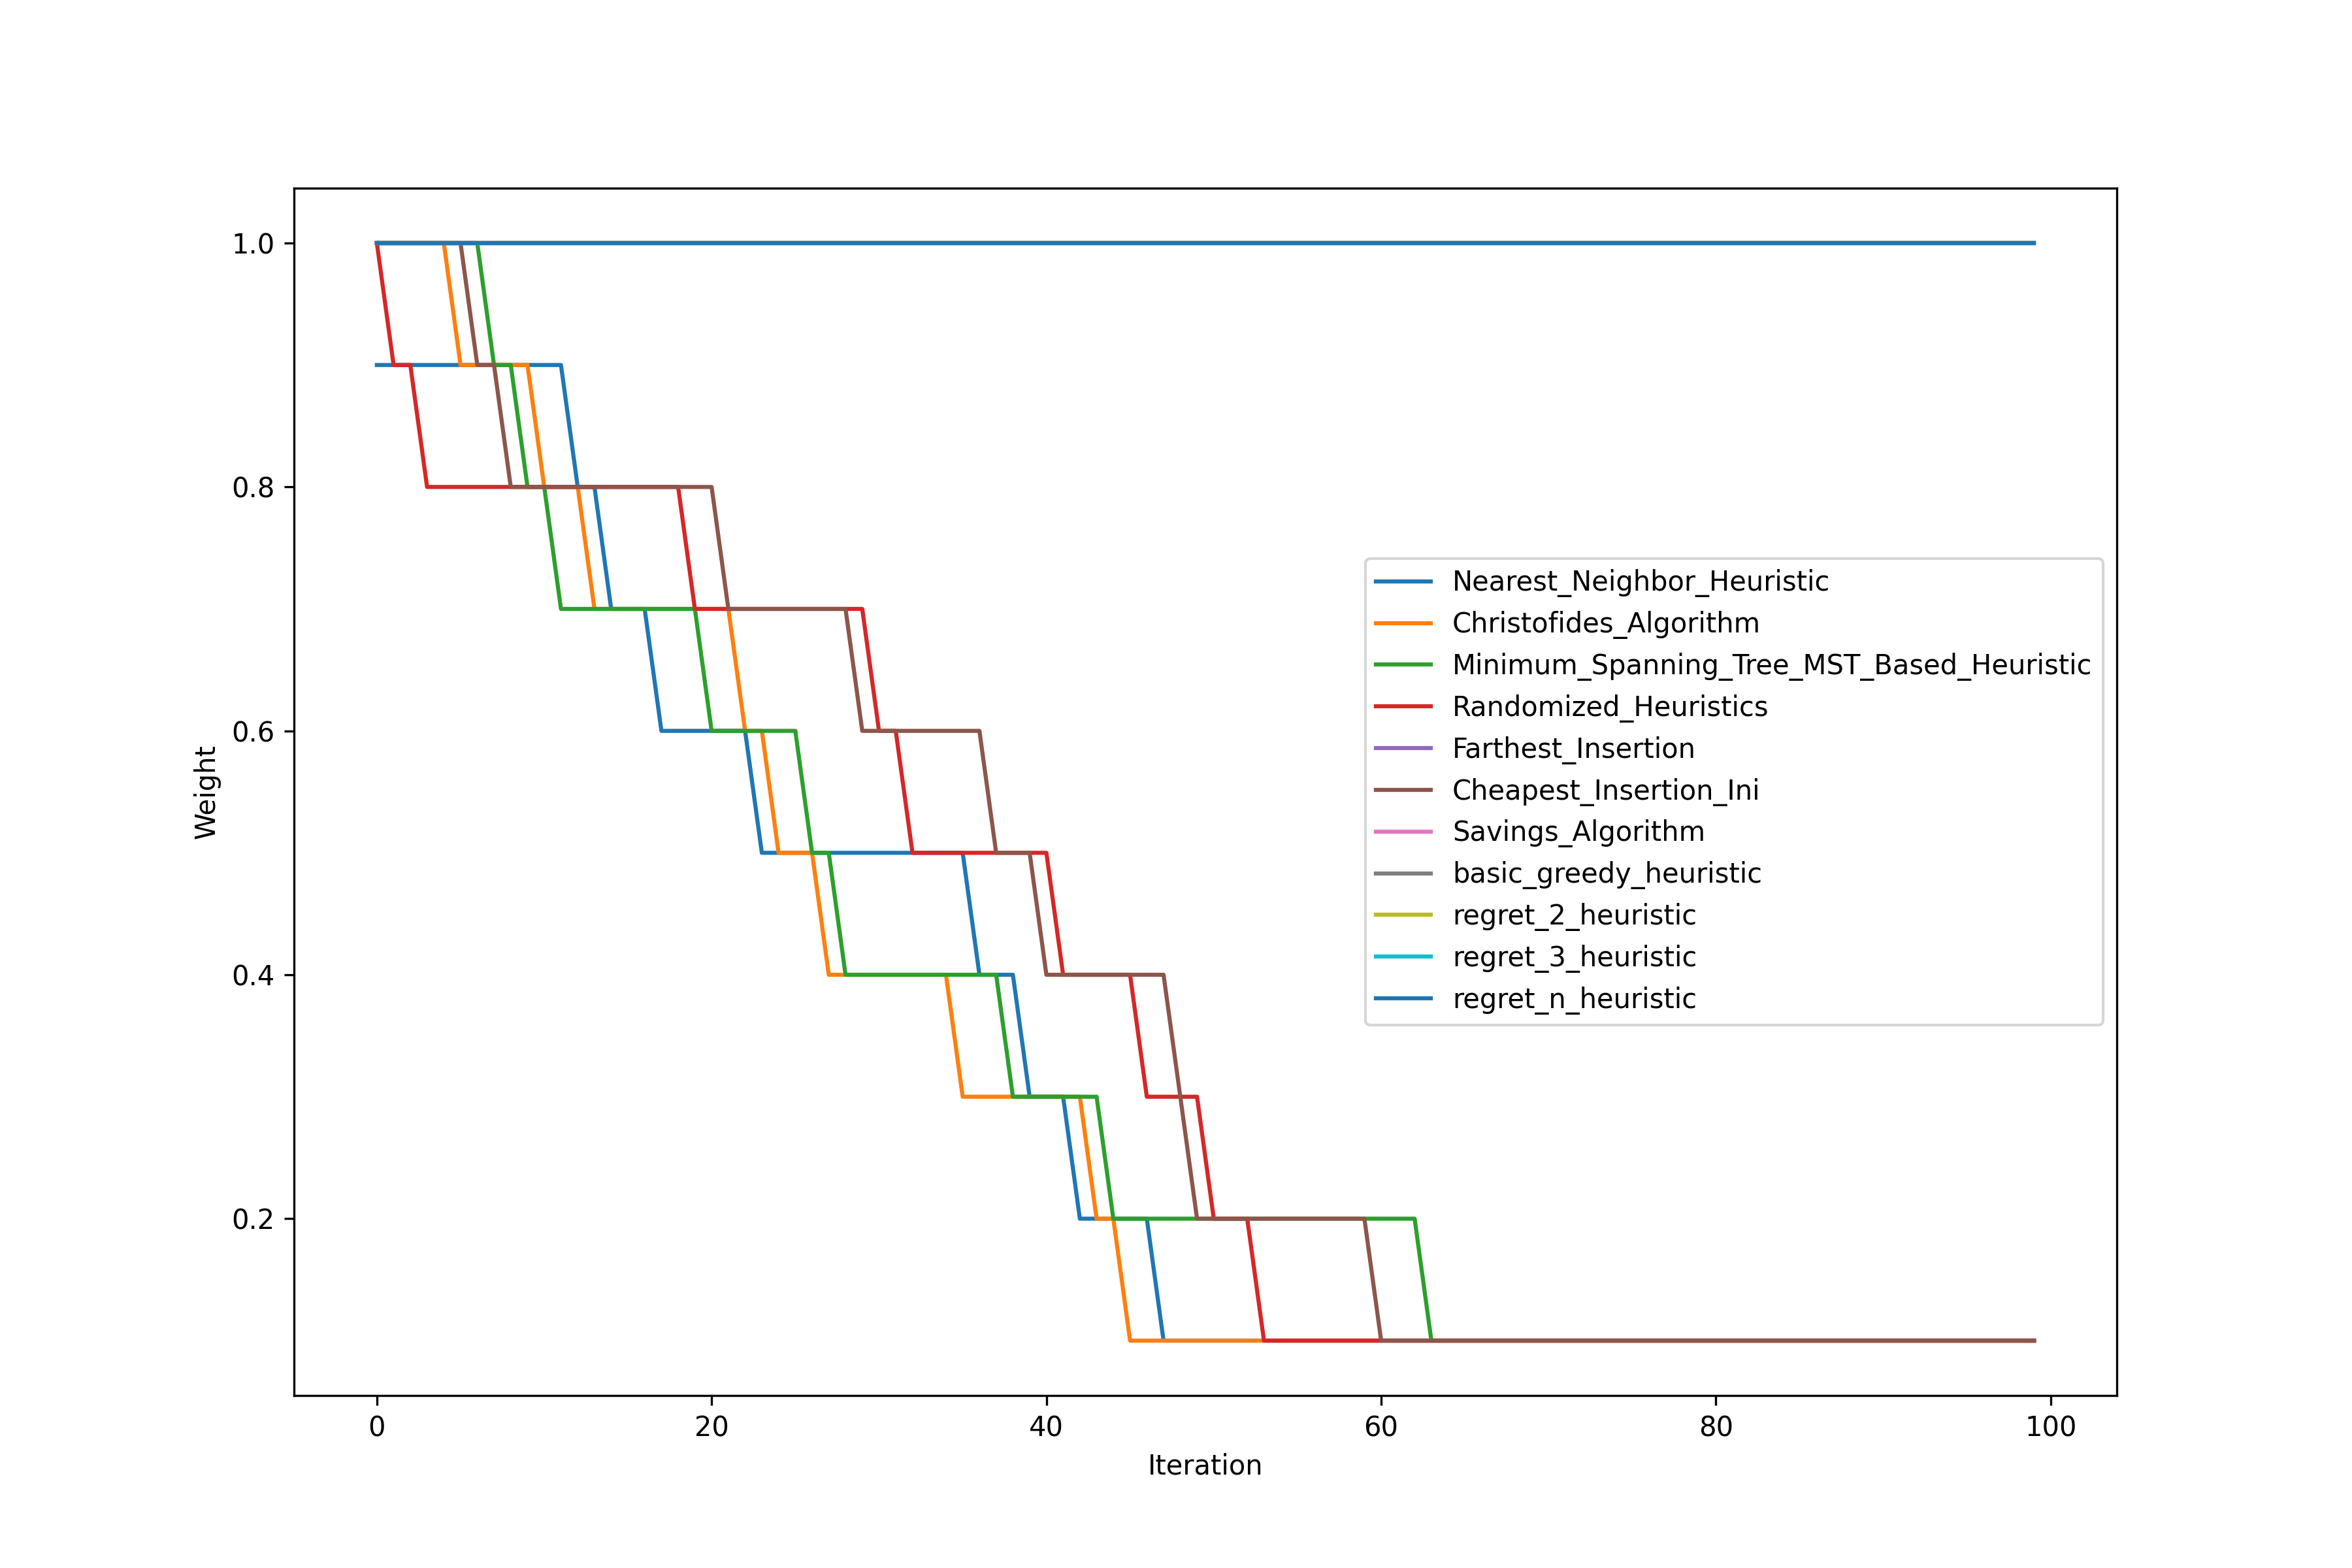 1.0
0.8
0.6
0.4
0.2
Weight
Nearest_Neighbor_Heuristic
Christofides_Algorithm
Minimum_Spanning_Tree_MST_Based_Heuristic
Randomized_Heuristics
Farthest_Insertion
Cheapest_Insertion_Ini
Savings_Algorithm
basic_greedy_heuristic
regret_2_heuristic
regret_3_heuristic
regret_n_heuristic
0 20 40 60 80 100
Iteration